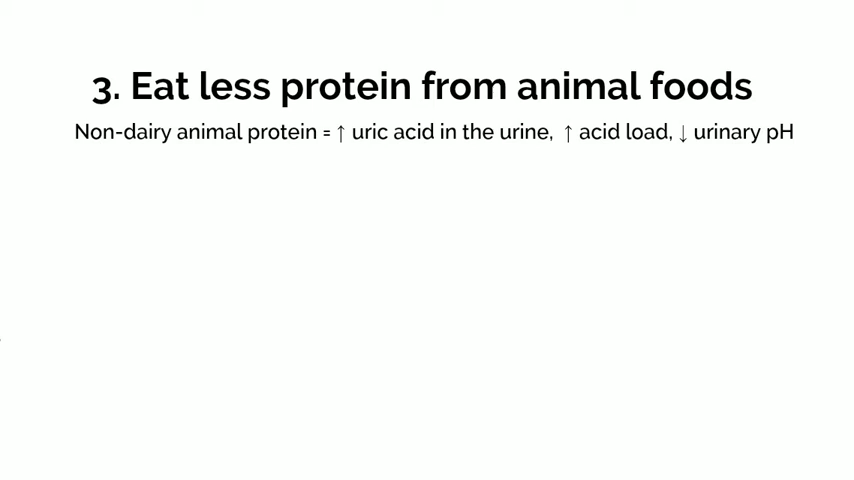 3. Eat less protein from animal foods
Non-dairy animal protein = ↑ uric acid in the urine, ↑ acid load, ↓ urinary pH